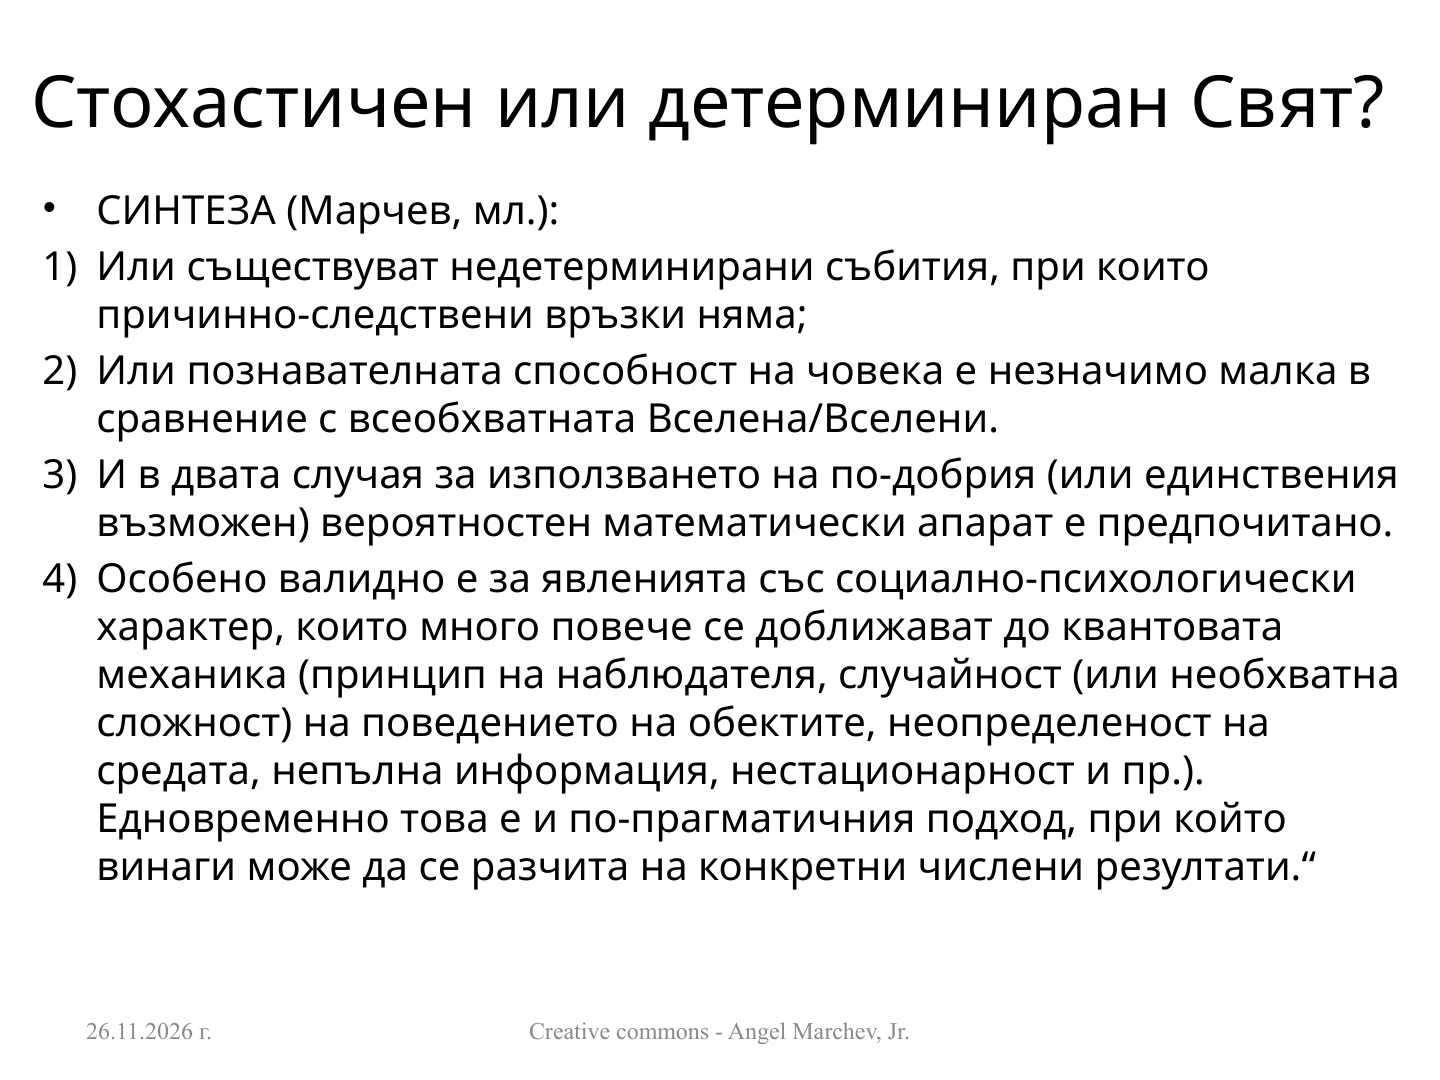 Стохастичен или детерминиран Свят?
• СИНТЕЗА (Марчев, мл.):
1) Или съществуват недетерминирани събития, при които
причинно-следствени връзки няма;
2) Или познавателната способност на човека е незначимо малка в
сравнение с всеобхватната Вселена/Вселени.
3) И в двата случая за използването на по-добрия (или единствения
възможен) вероятностен математически апарат е предпочитано.
4) Особено валидно е за явленията със социално-психологически
характер, които много повече се доближават до квантовата
механика (принцип на наблюдателя, случайност (или необхватна
сложност) на поведението на обектите, неопределеност на
средата, непълна информация, нестационарност и пр.).
Едновременно това е и по-прагматичния подход, при който
винаги може да се разчита на конкретни числени резултати.“
26.11.2026 г.
Creative commons - Angel Marchev, Jr.